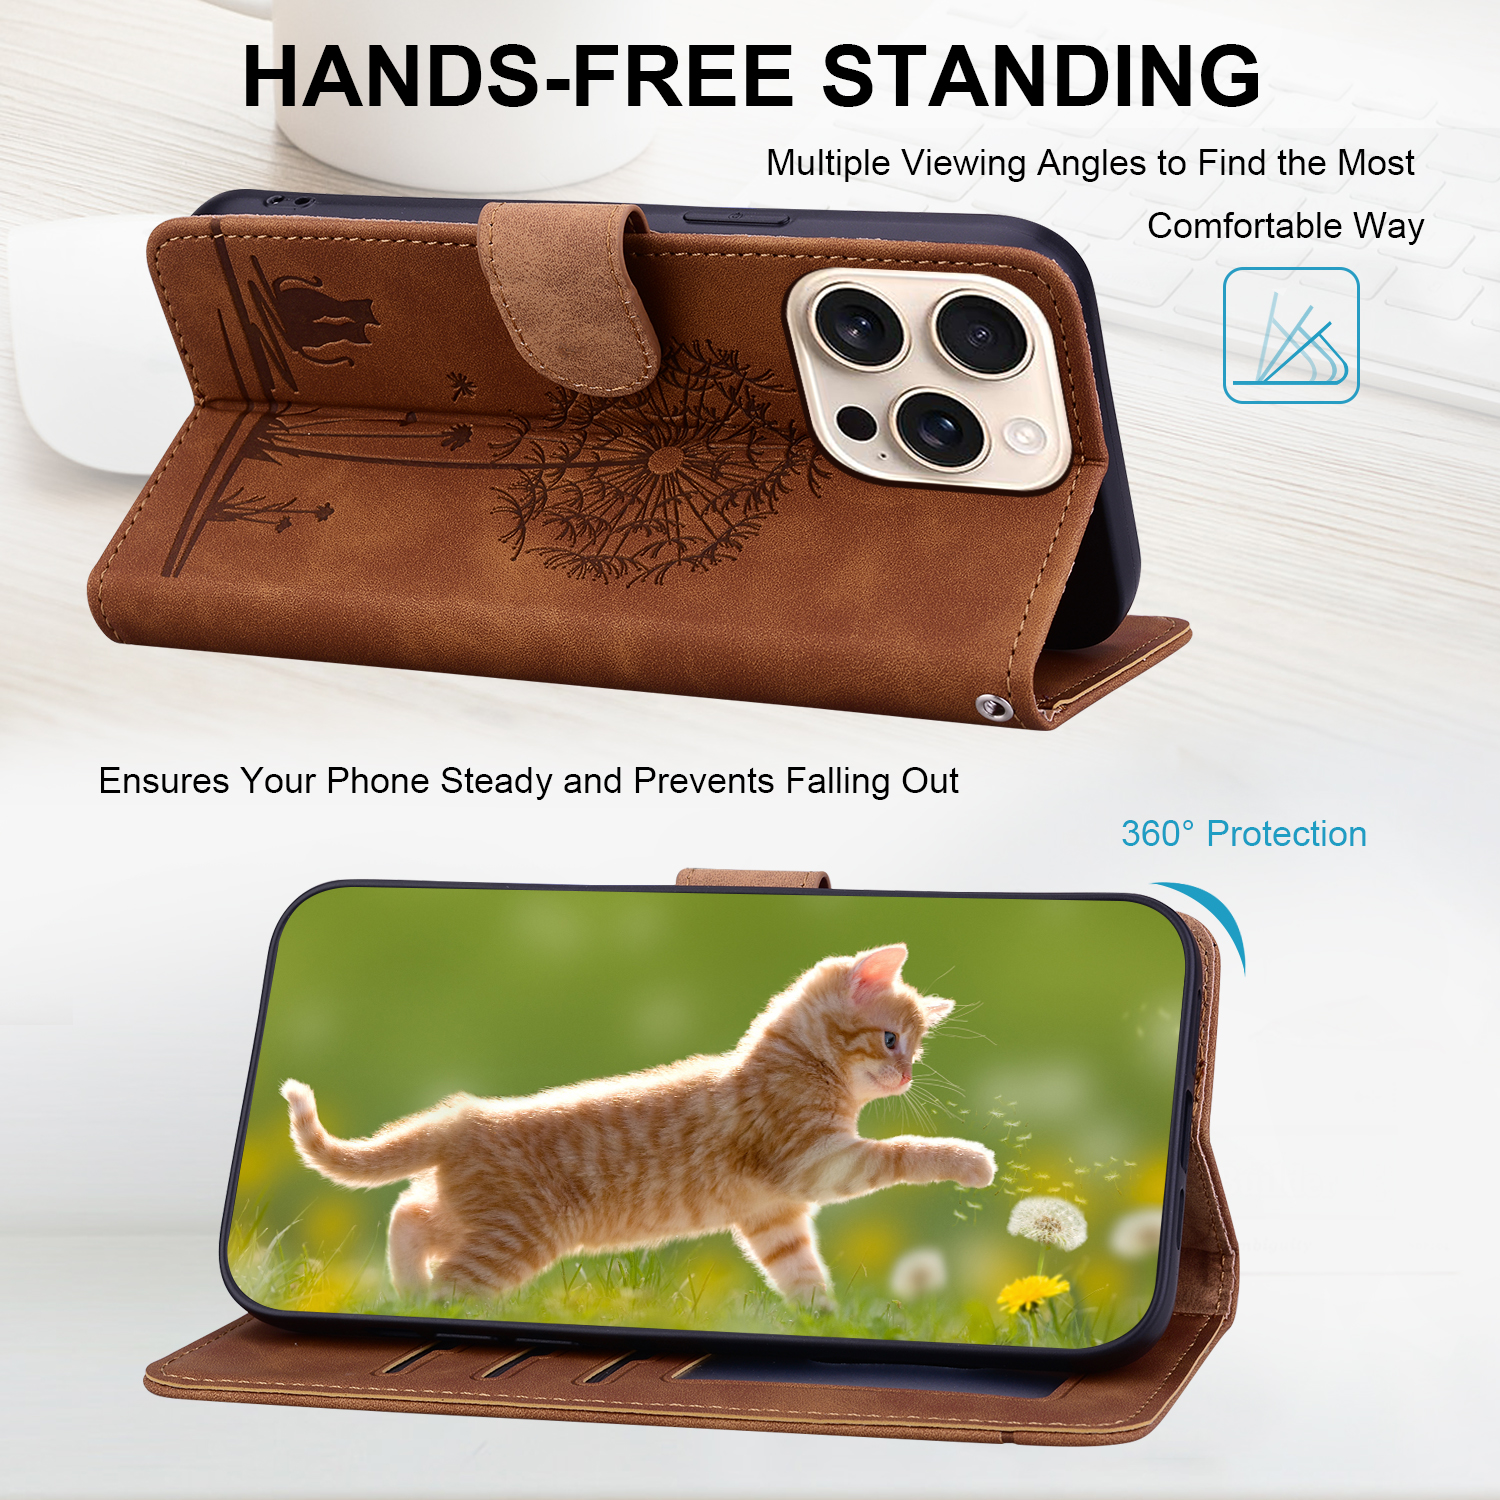 HANDS-FREE STANDING
Multiple Viewing Angles to Find the Most
Comfortable Way
Ensures Your Phone Steady and Prevents Falling Out
360° Protection